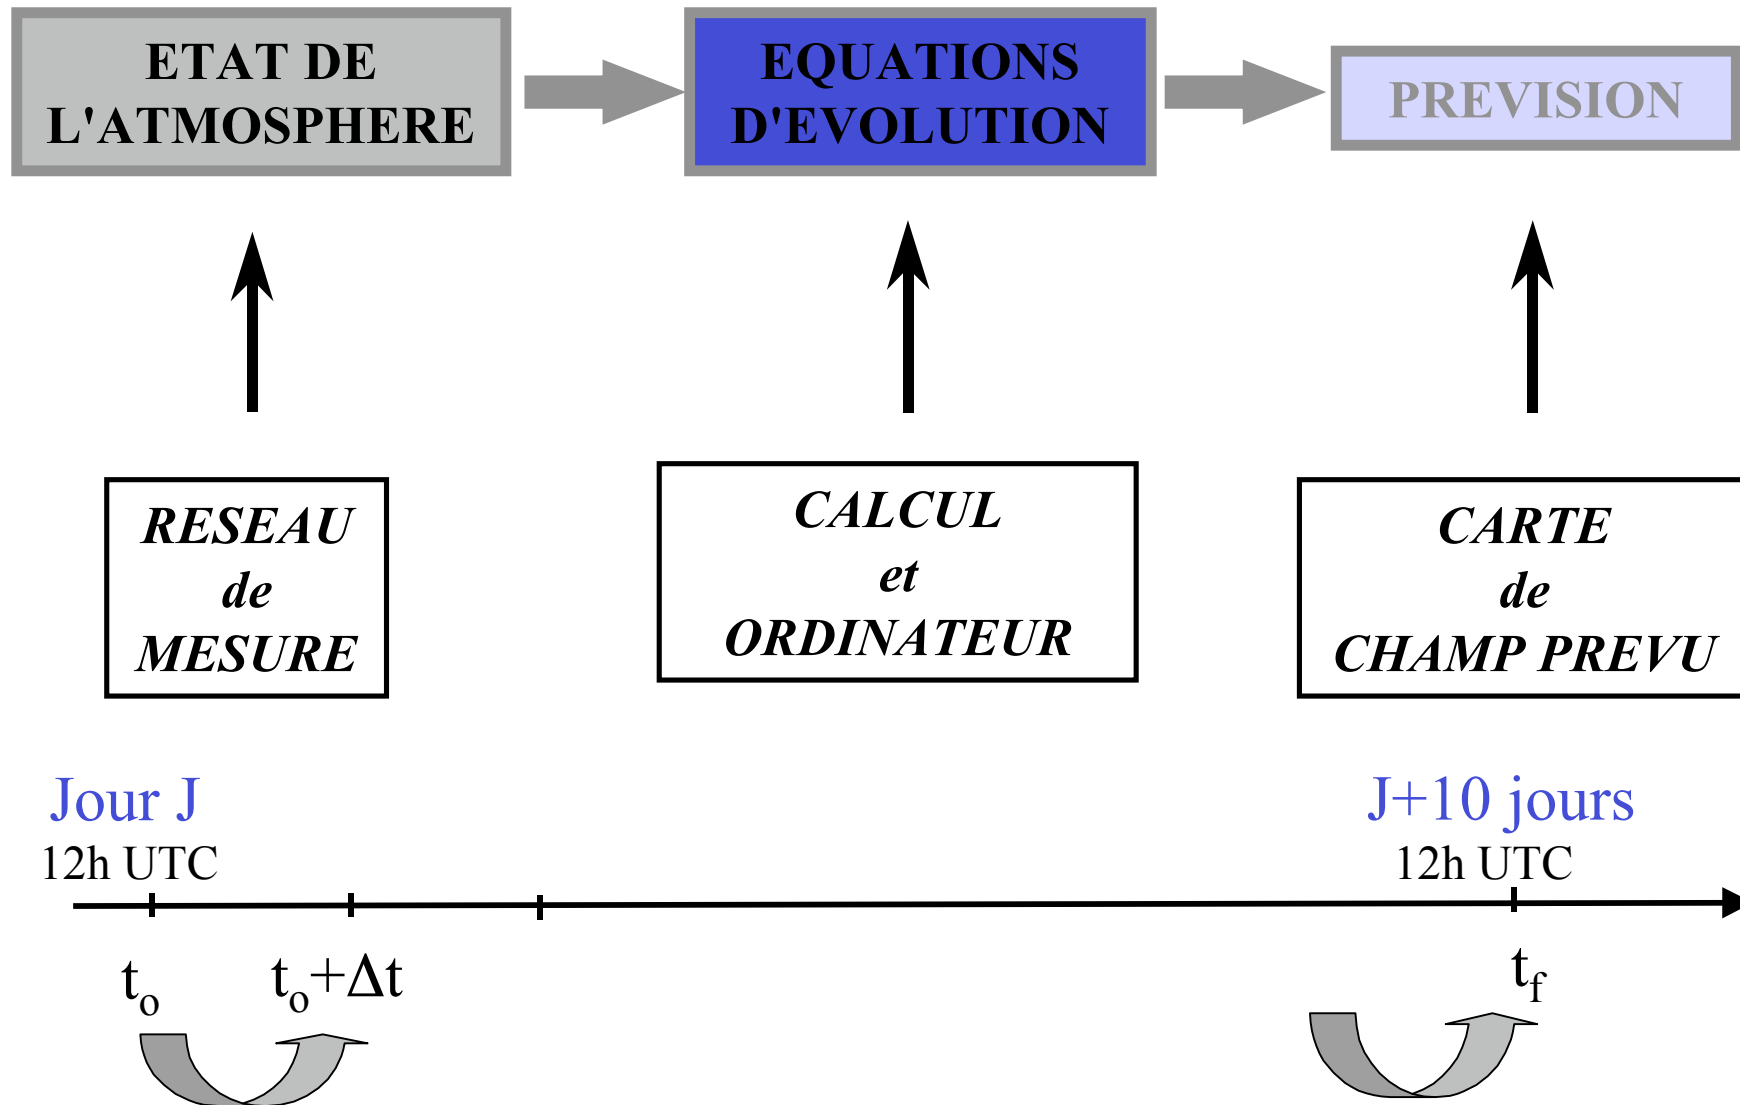 ETAT DE
L'ATMOSPHERE
EQUATIONS
D'EVOLUTION
PREVISION
RESEAU
de
MESURE
CALCUL
et
ORDINATEUR
CARTE
de
CHAMP PREVU
Jour J
12h UTC
J+10 jours
12h UTC
to
to+Δt
tf